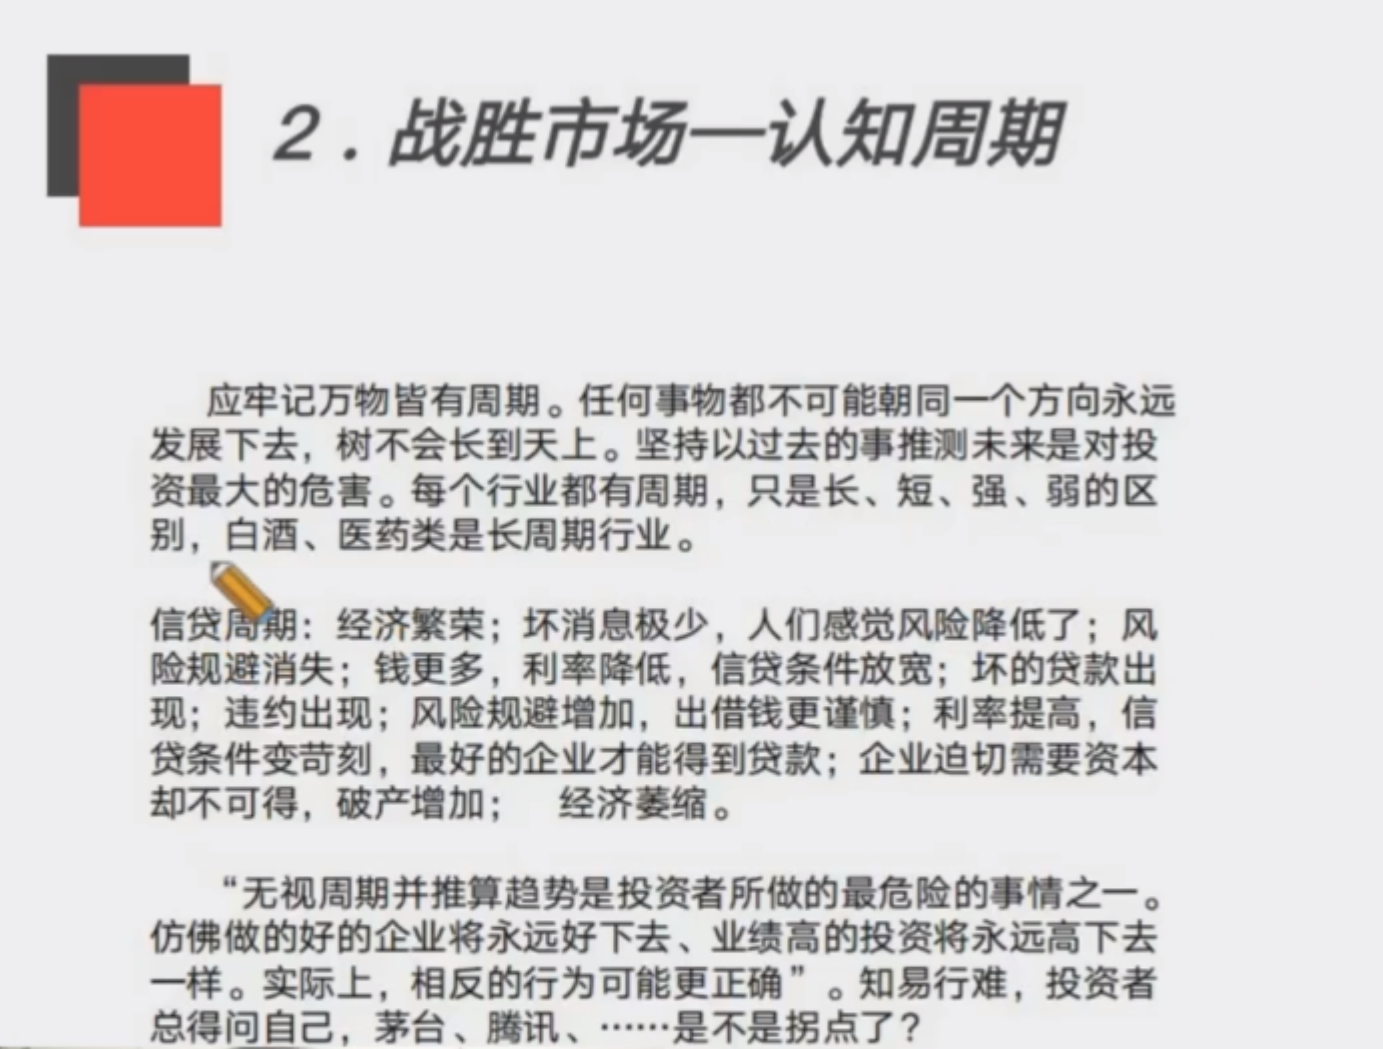 2．战胜市场—认知周期
应牢记万物皆有周期。任何事物都不可能朝同一个方向永远
发展下去，树不会长到天上。坚持以过去的事推测未来是对投
资最大的危害。每个行业都有周期，只是长、短、强、弱的区
别，白酒、医药类是长周期行业。
信贷周期：经济繁荣；坏消息极少，人们感觉风险降低了；风
险规避消失；钱更多，利率降低，信贷条件放宽；坏的贷款出
现；违约出现；风险规避增加，出借钱更谨慎；利率提高，信
贷条件变苛刻，最好的企业才能得到贷款；企业迫切需要资本
却不可得，破产增加；　经济萎缩。
“无视周期并推算趋势是投资者所做的最危险的事情之一。
仿佛做的好的企业将永远好下去、业绩高的投资将永远高下去
一样。实际上，相反的行为可能更正确”。知易行难，投资者
总得问自己，茅台、腾讯、……是不是拐点了？